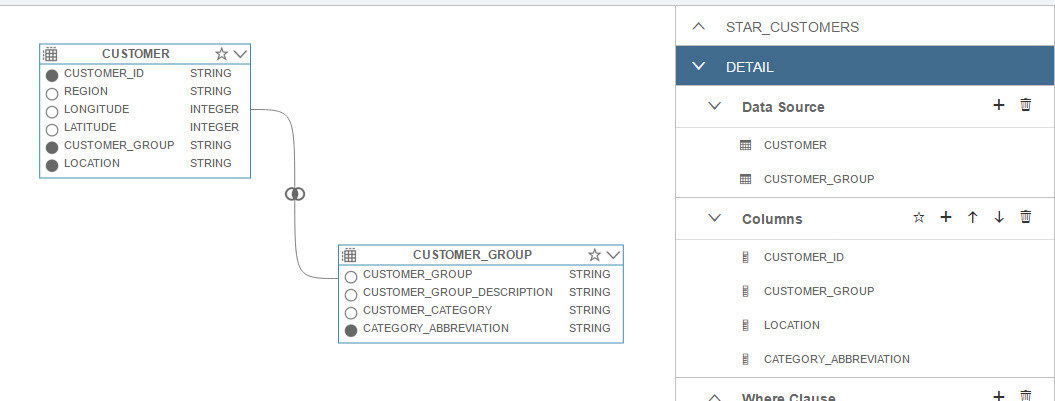 CUSTOMER
CUSTOMER_ID STRING
REGION STRING
LONGITUDE INTEGER
LATITUDE INTEGER
CUSTOMER_GROUP STRING
LOCATION STRING
CUSTOMER_GROUP
CUSTOMER_GROUP STRING
CUSTOMER_GROUP_DESCRIPTION STRING
CUSTOMER_CATEGORY STRING
CATEGORY_ABBREVIATION STRING
STAR_CUSTOMERS
DETAIL
Data Source
CUSTOMER
CUSTOMER_GROUP
Columns
CUSTOMER_ID
CUSTOMER_GROUP
LOCATION
CATEGORY_ABBREVIATION
Where Clause